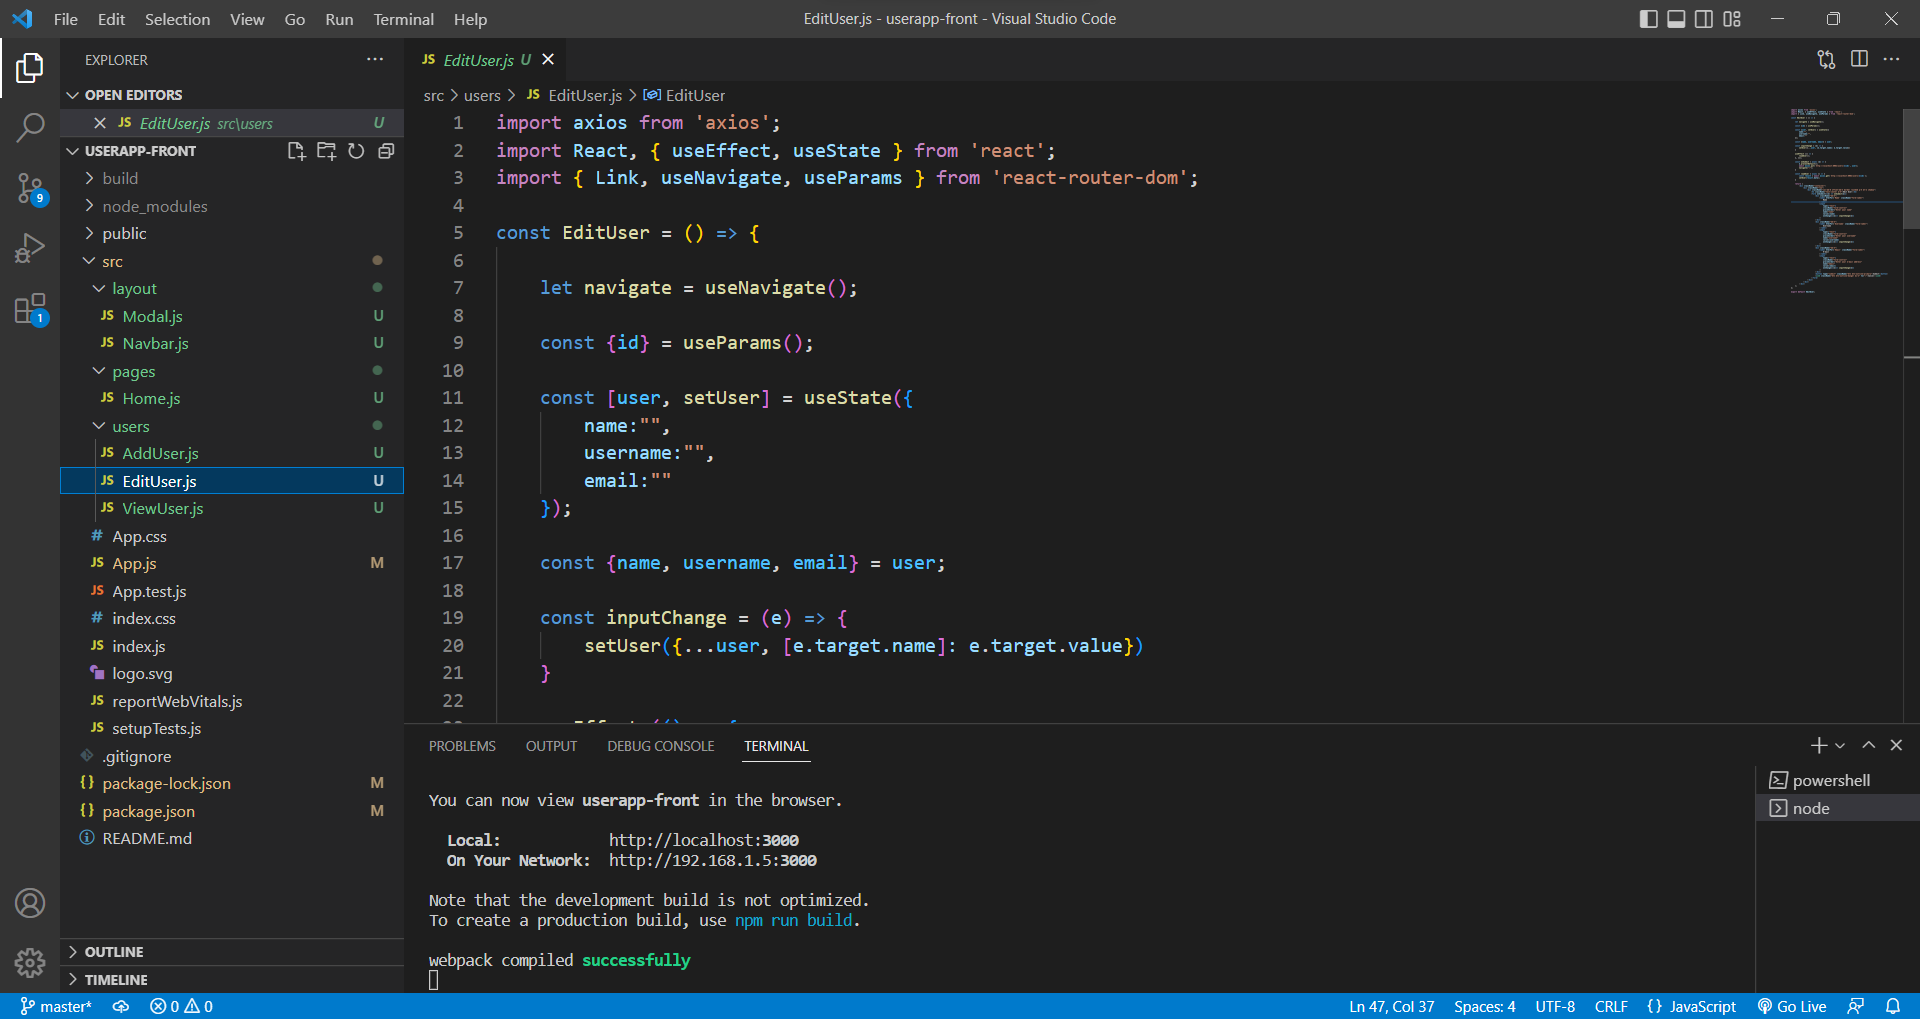 File Edit Selection View Go Run Terminal Help
EditUser.js - userapp-front - Visual Studio Code
EXPLORER
OPEN EDITORS
JS EditUser.js src\users U
USERAPP-FRONT
build
node_modules
public
src
layout
JS Modal.js U
JS Navbar.js U
pages
JS Home.js U
users
JS AddUser.js U
JS EditUser.js U
JS ViewUser.js U
# App.css
JS App.js M
JS App.test.js
# index.css
JS index.js
logo.svg
JS reportWebVitals.js
JS setupTests.js
.gitignore
{} package-lock.json M
{} package.json M
README.md
OUTLINE
TIMELINE
9
1
JS EditUser.js U
src > users > JS EditUser.js > EditUser
1 import axios from 'axios';
2 import React, { useEffect, useState } from 'react';
3 import { Link, useNavigate, useParams } from 'react-router-dom';
4
5 const EditUser = () => {
6
7 let navigate = useNavigate();
8
9 const {id} = useParams();
10
11 const [user, setUser] = useState({
12 name:"",
13 username:"",
14 email:""
15 });
16
17 const {name, username, email} = user;
18
19 const inputChange = (e) => {
20 setUser({...user, [e.target.name]: e.target.value})
21 }
22
PROBLEMS OUTPUT DEBUG CONSOLE TERMINAL
You can now view userapp-front in the browser.
Local: http://localhost:3000
On Your Network: http://192.168.1.5:3000
Note that the development build is not optimized.
To create a production build, use npm run build.
webpack compiled successfully
powershell
node
master* 0 0 Ln 47, Col 37 Spaces: 4 UTF-8 CRLF {} JavaScript Go Live